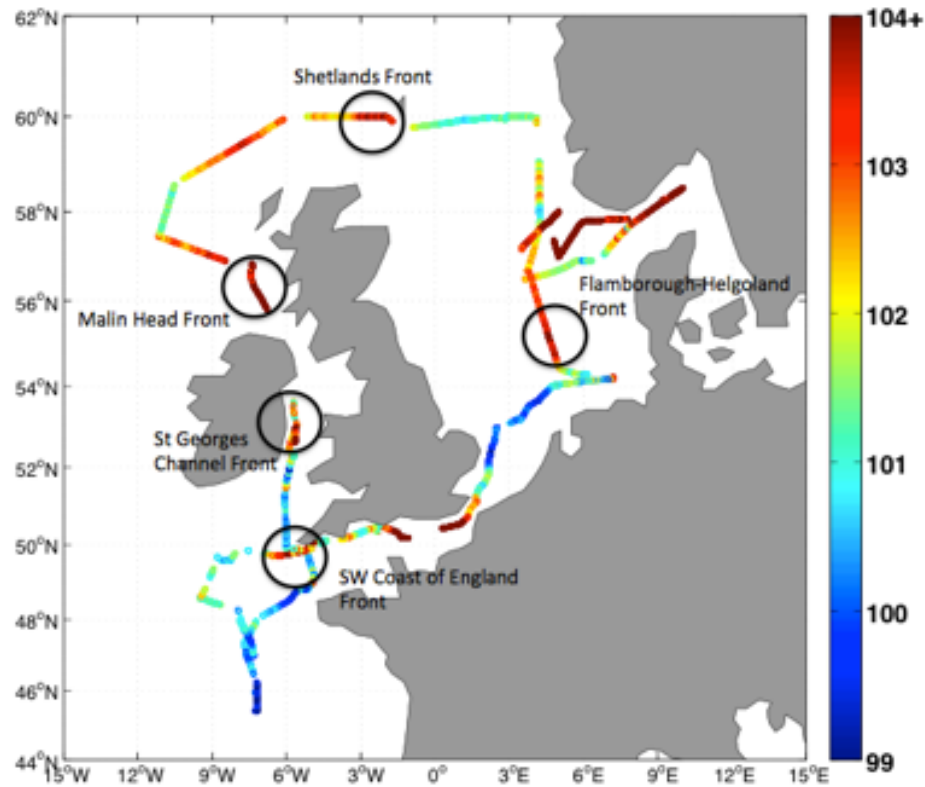 62°N
104+
Shetlands Front
60°N
103
58°N
Flamborough-Helgoland
Front
56°N
102
Malin Head Front
54°N
St Georges
Channel Front
101
52°N
50°N
SW Coast of England
Front
100
48°N
46°N
44°N
99
15°W
12°W
9°W
6°W
3°W
0°
3°E
6°E
9°E
12°E
15°E